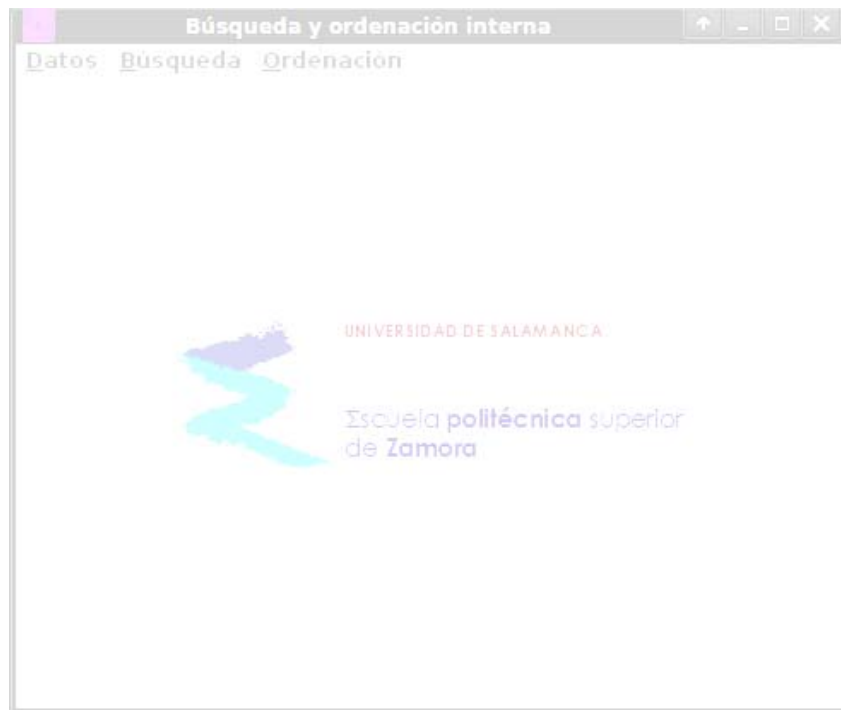 Búsqueda y ordenación interna
Datos Búsqueda Ordenación
UNIVERSIDAD DE SALAMANCA
Escuela politécnica superior
de Zamora